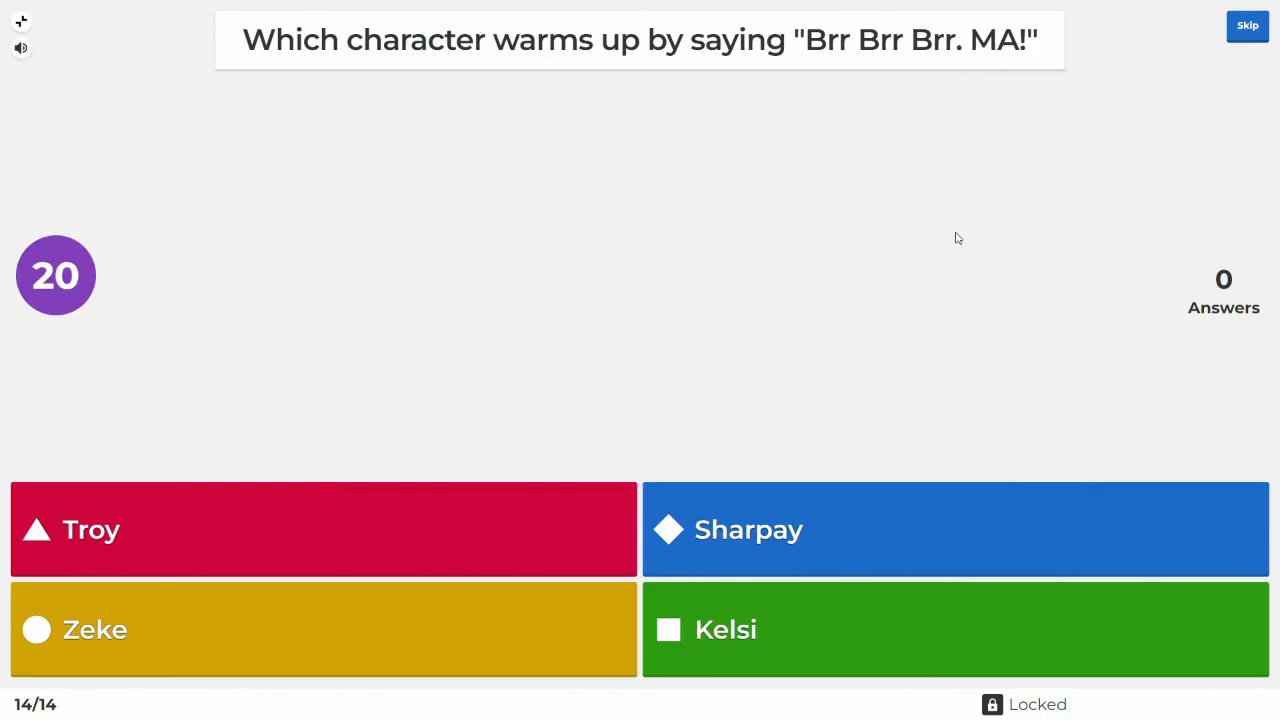 Which character warms up by saying "Brr Brr Brr. MA!"
Skip
20
0
Answers
Troy
Sharpay
Zeke
Kelsi
14/14
Locked